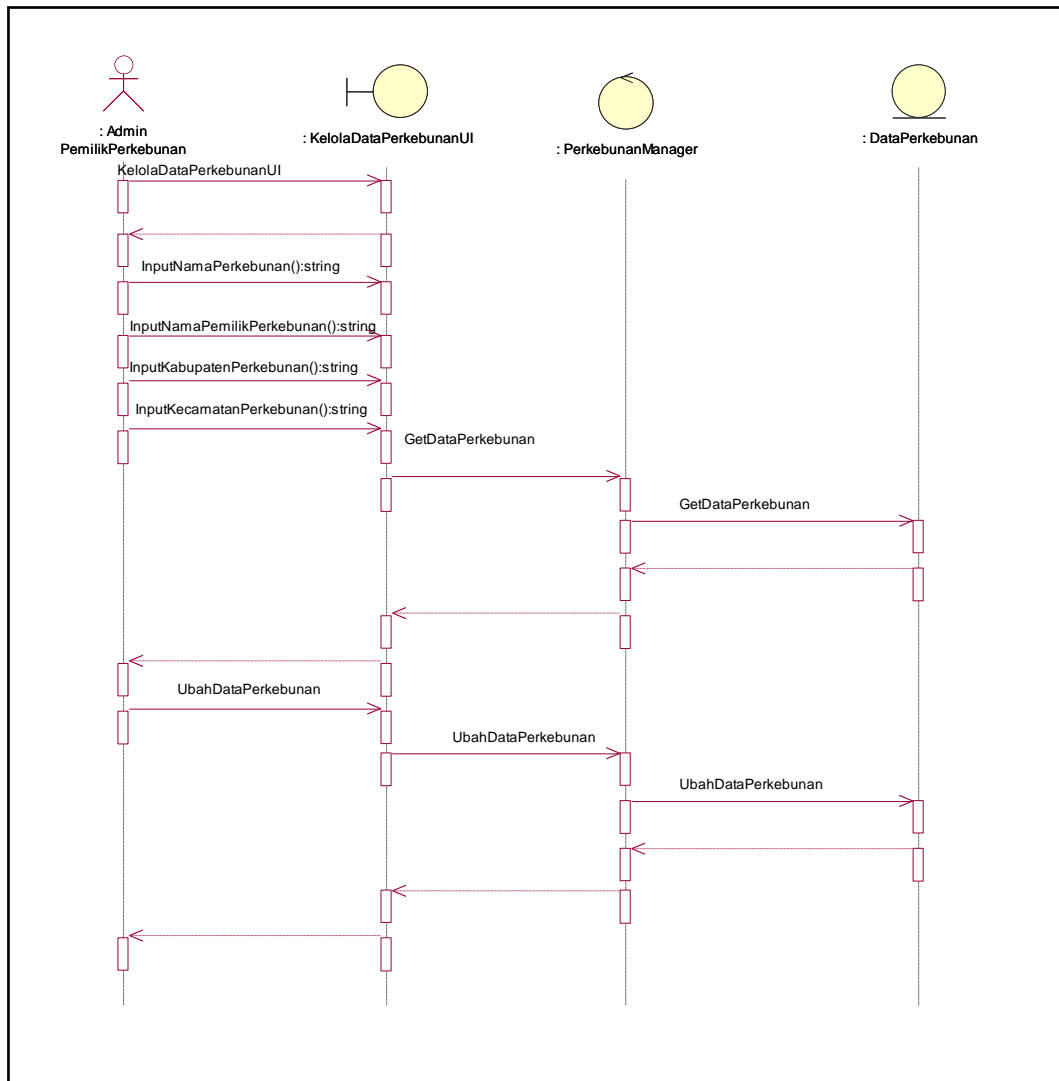 : Admin
PemilikPerkebunan
: KelolaDataPerkebunanUI
: PerkebunanManager
: DataPerkebunan
KelolaDataPerkebunanUI
InputNamaPerkebunan():string
InputNamaPemilikPerkebunan():string
InputKabupatenPerkebunan():string
InputKecamatanPerkebunan():string
GetDataPerkebunan
GetDataPerkebunan
UbahDataPerkebunan
UbahDataPerkebunan
UbahDataPerkebunan